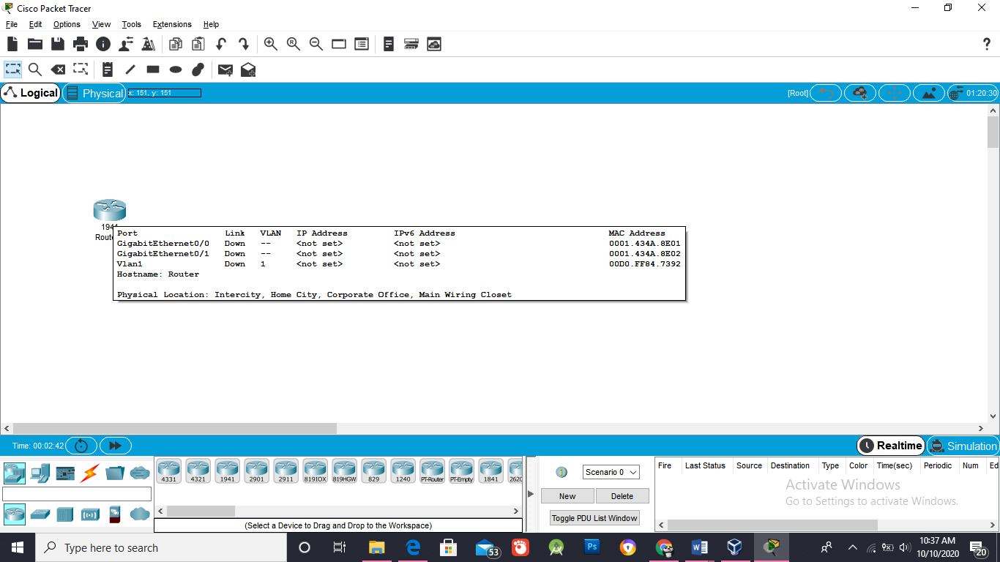 Cisco Packet Tracer
File Edit Options View Tools Extensions Help
?
Logical Physical x: 151, y: 151 [Root] 01:20:30
1941
Port Link VLAN IP Address IPv6 Address MAC Address
GigabitEthernet0/0 Down -- <not set> <not set> 0001.434A.8E01
GigabitEthernet0/1 Down -- <not set> <not set> 0001.434A.8E02
Vlan1 Down 1 <not set> <not set> 00D0.FF84.7392
Hostname: Router
Physical Location: Intercity, Home City, Corporate Office, Main Wiring Closet
Time: 00:02:42 Realtime Simulation
4331 4321 1941 2901 2911 819IOX 819HGW 829 1240 PT-Router PT-Empty 1841 2620
Scenario 0
New Delete
Toggle PDU List Window
(Select a Device to Drag and Drop to the Workspace)
Fire Last Status Source Destination Type Color Time(sec) Periodic Num Ed
Activate Windows
Go to Settings to activate Windows.
Type here to search
53
Ps
10:37 AM
10/10/2020
20